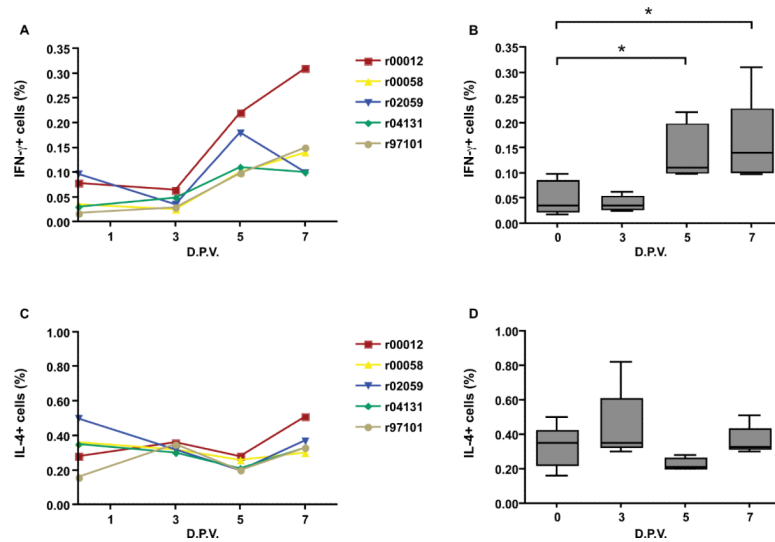 A
IFN-γ+ cells (%)
0.35
0.30
0.25
0.20
0.15
0.10
0.05
0.00
1 3 5 7
D.P.V.
r00012
r00058
r02059
r04131
r97101
B
* 
*
IFN-γ+ cells (%)
0.35
0.30
0.25
0.20
0.15
0.10
0.05
0.00
0 3 5 7
D.P.V.
C
IL-4+ cells (%)
1.00
0.80
0.60
0.40
0.20
0.00
1 3 5 7
D.P.V.
r00012
r00058
r02059
r04131
r97101
D
IL-4+ cells (%)
1.00
0.80
0.60
0.40
0.20
0.00
0 3 5 7
D.P.V.